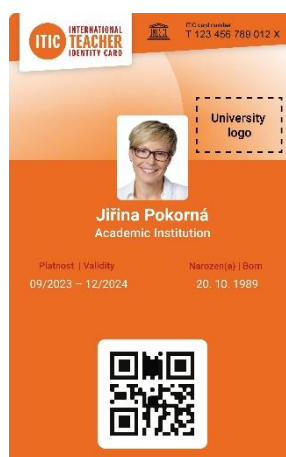 ITIC
INTERNATIONAL
TEACHER
IDENTITY CARD
ITIC card number
T 123 456 789 012 X
University
logo
Jiřina Pokorná
Academic Institution
Platnost | Validity
Narozen(a) | Born
09/2023 – 12/2024
20. 10. 1989